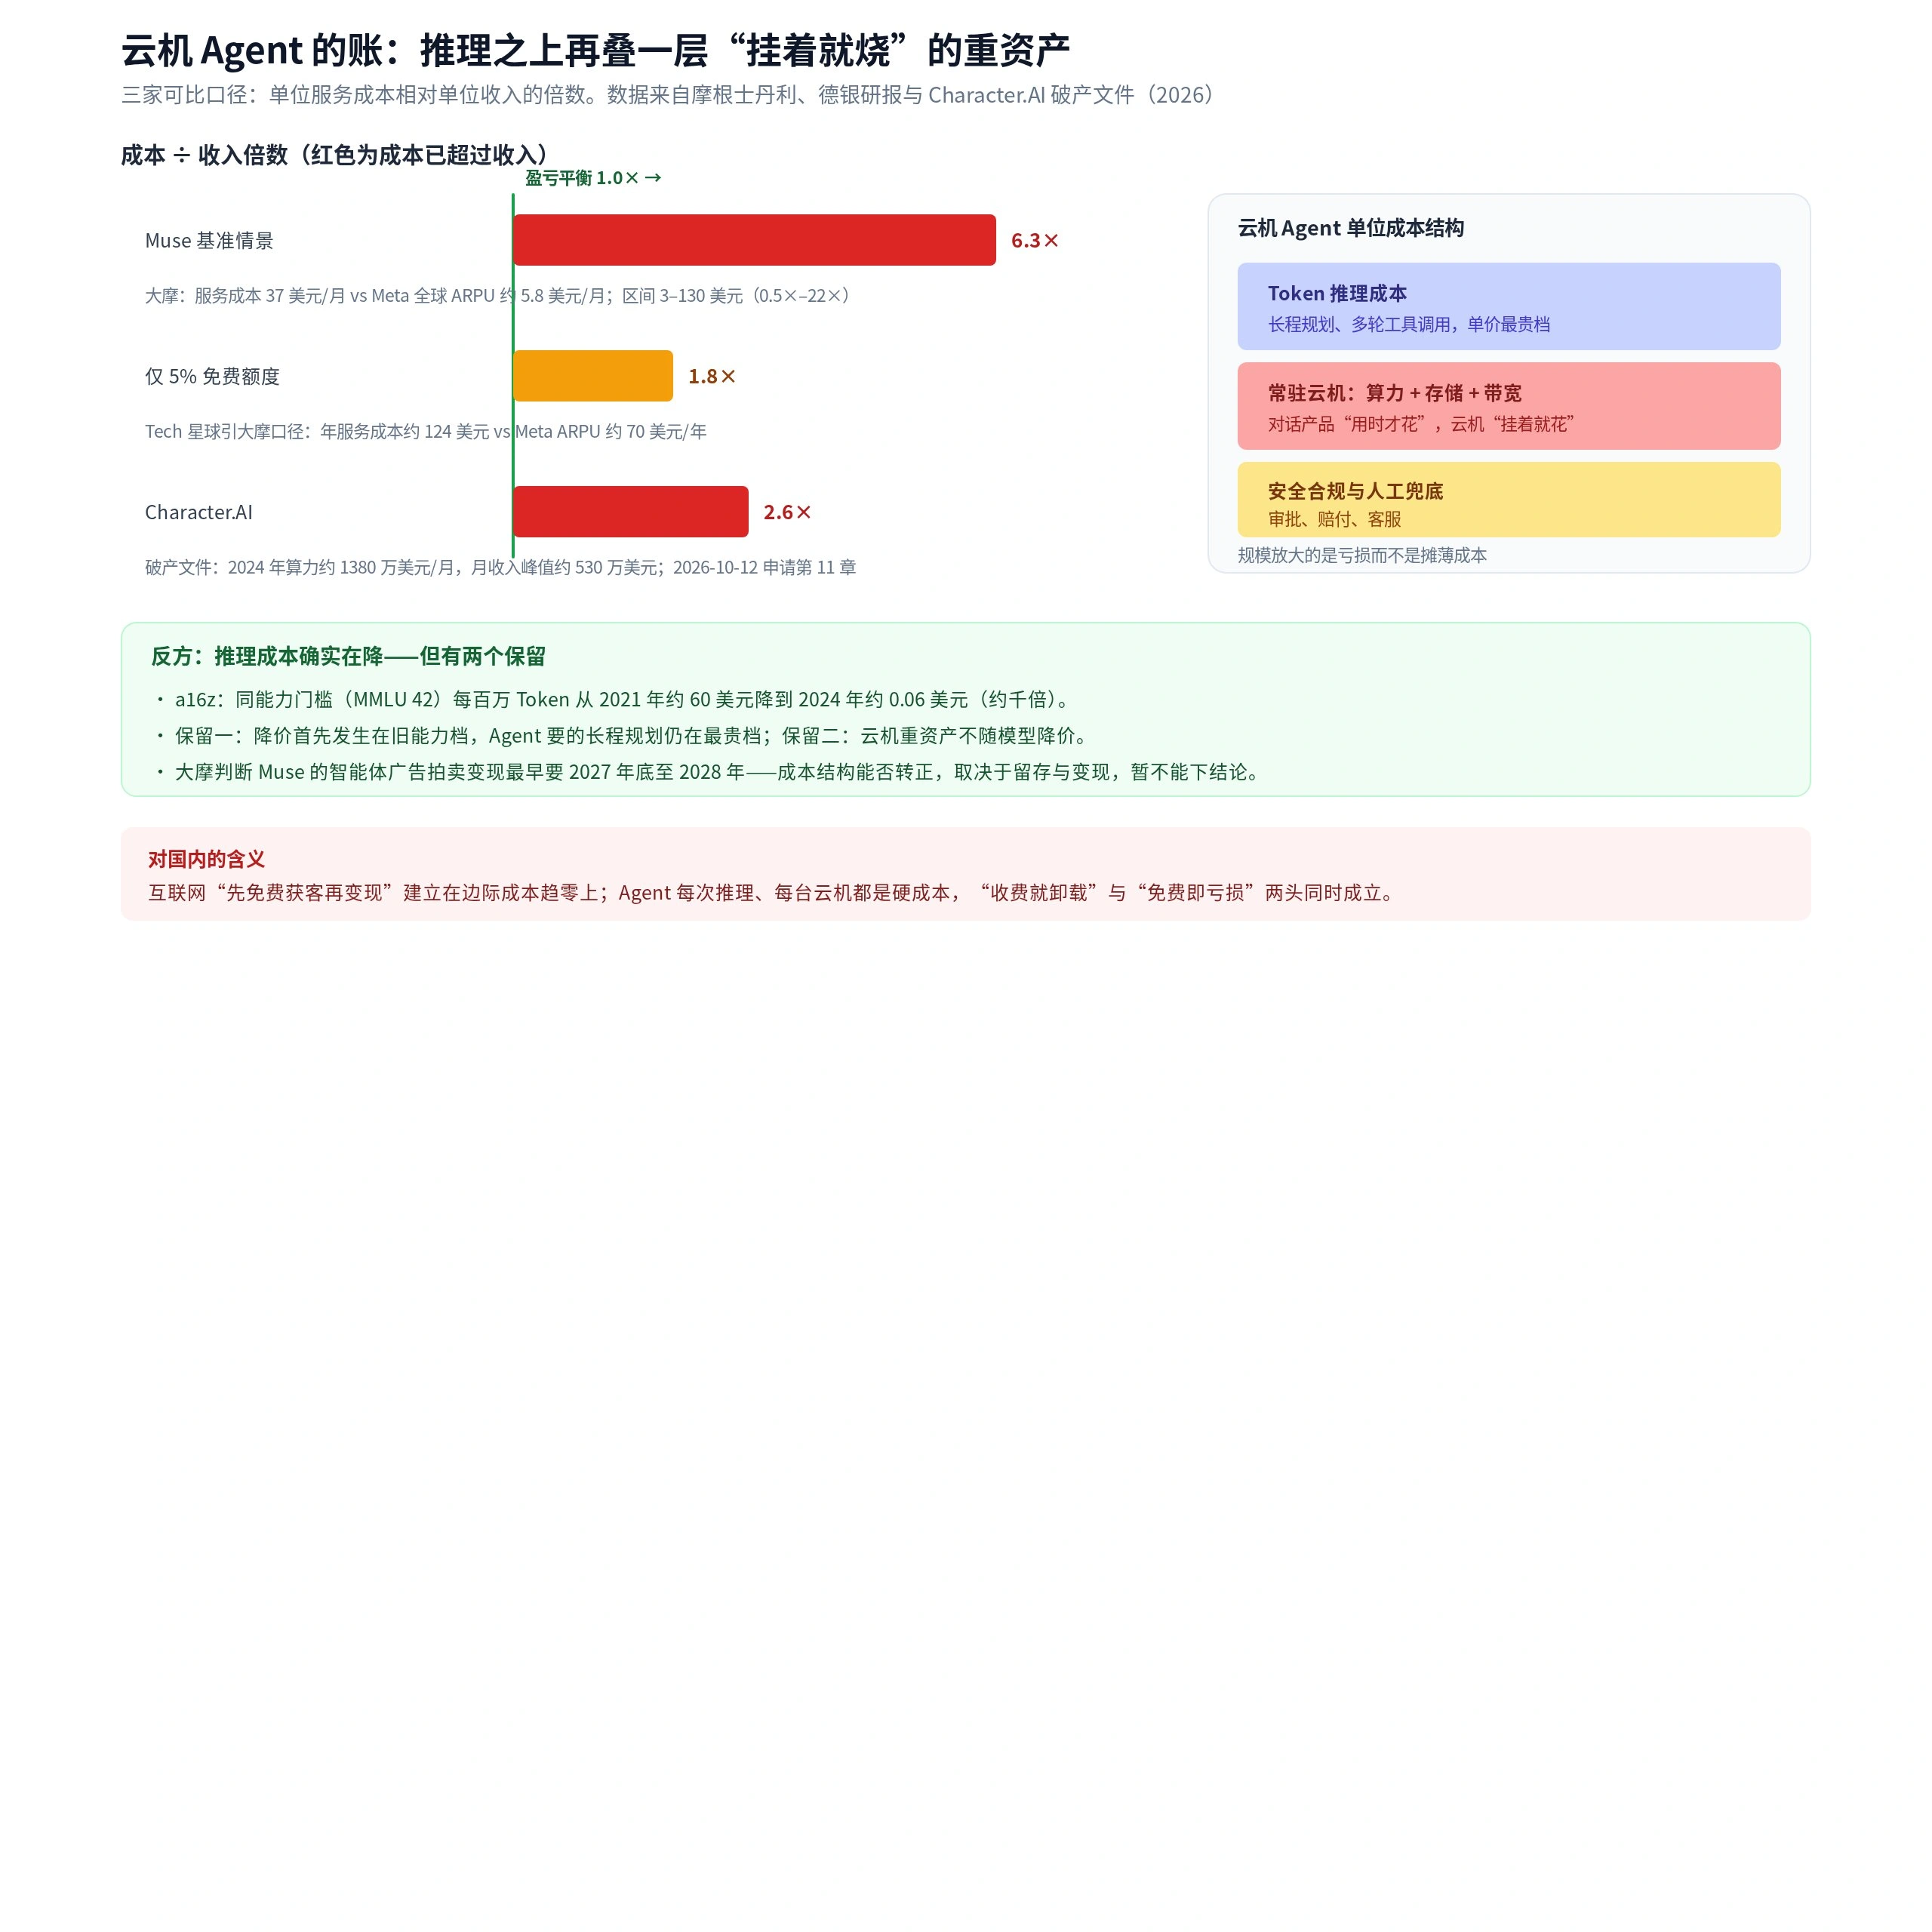 云机 Agent 的账：推理之上再叠一层“挂着就烧”的重资产
三家可比口径：单位服务成本相对单位收入的倍数。数据来自摩根士丹利、德银研报与 Character.AI 破产文件（2026）
成本 ÷ 收入倍数（红色为成本已超过收入）
盈亏平衡 1.0× →
Muse 基准情景
6.3×
大摩：服务成本 37 美元/月 vs Meta 全球 ARPU 约 5.8 美元/月；区间 3–130 美元（0.5×–22×）
仅 5% 免费额度
1.8×
Tech 星球引大摩口径：年服务成本约 124 美元 vs Meta ARPU 约 70 美元/年
Character.AI
2.6×
破产文件：2024 年算力约 1380 万美元/月，月收入峰值约 530 万美元；2026-10-12 申请第 11 章
云机 Agent 单位成本结构
Token 推理成本
长程规划、多轮工具调用，单价最贵档
常驻云机：算力 + 存储 + 带宽
对话产品“用时才花”，云机“挂着就花”
安全合规与人工兜底
审批、赔付、客服
规模放大的是亏损而不是摊薄成本
反方：推理成本确实在降——但有两个保留
· a16z：同能力门槛（MMLU 42）每百万 Token 从 2021 年约 60 美元降到 2024 年约 0.06 美元（约千倍）。
· 保留一：降价首先发生在旧能力档，Agent 要的长程规划仍在最贵档；保留二：云机重资产不随模型降价。
· 大摩判断 Muse 的智能体广告拍卖变现最早要 2027 年底至 2028 年——成本结构能否转正，取决于留存与变现，暂不能下结论。
对国内的含义
互联网“先免费获客再变现”建立在边际成本趋零上；Agent 每次推理、每台云机都是硬成本，“收费就卸载”与“免费即亏损”两头同时成立。